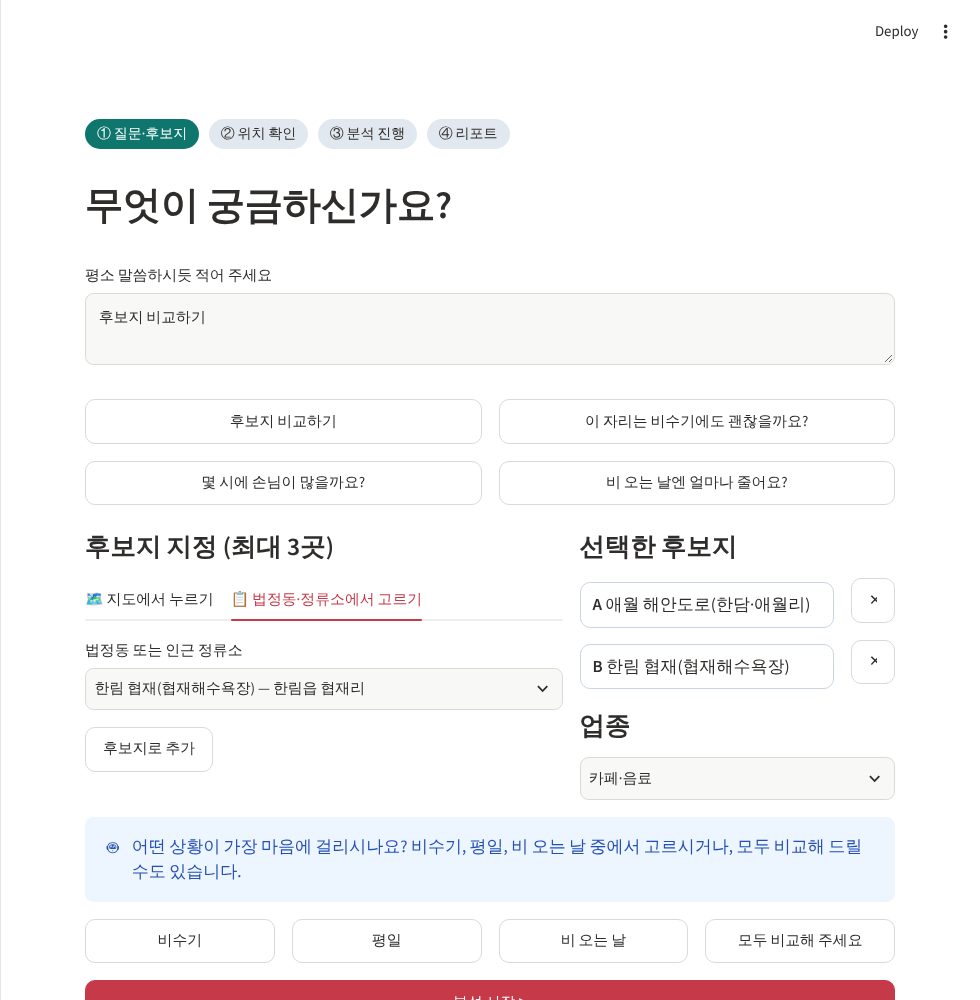 Deploy
① 질문·후보지
② 위치 확인
③ 분석 진행
④ 리포트
무엇이 궁금하신가요?
평소 말씀하시듯 적어 주세요
후보지 비교하기
후보지 비교하기
이 자리는 비수기에도 괜찮을까요?
몇 시에 손님이 많을까요?
비 오는 날엔 얼마나 줄어요?
후보지 지정 (최대 3곳)
지도에서 누르기
법정동·정류소에서 고르기
법정동 또는 인근 정류소
한림 협재(협재해수욕장) — 한림읍 협재리
후보지로 추가
선택한 후보지
A 애월 해안도로(한담·애월리)
×
B 한림 협재(협재해수욕장)
×
업종
카페·음료
어떤 상황이 가장 마음에 걸리시나요? 비수기, 평일, 비 오는 날 중에서 고르시거나, 모두 비교해 드릴
수도 있습니다.
비수기
평일
비 오는 날
모두 비교해 주세요